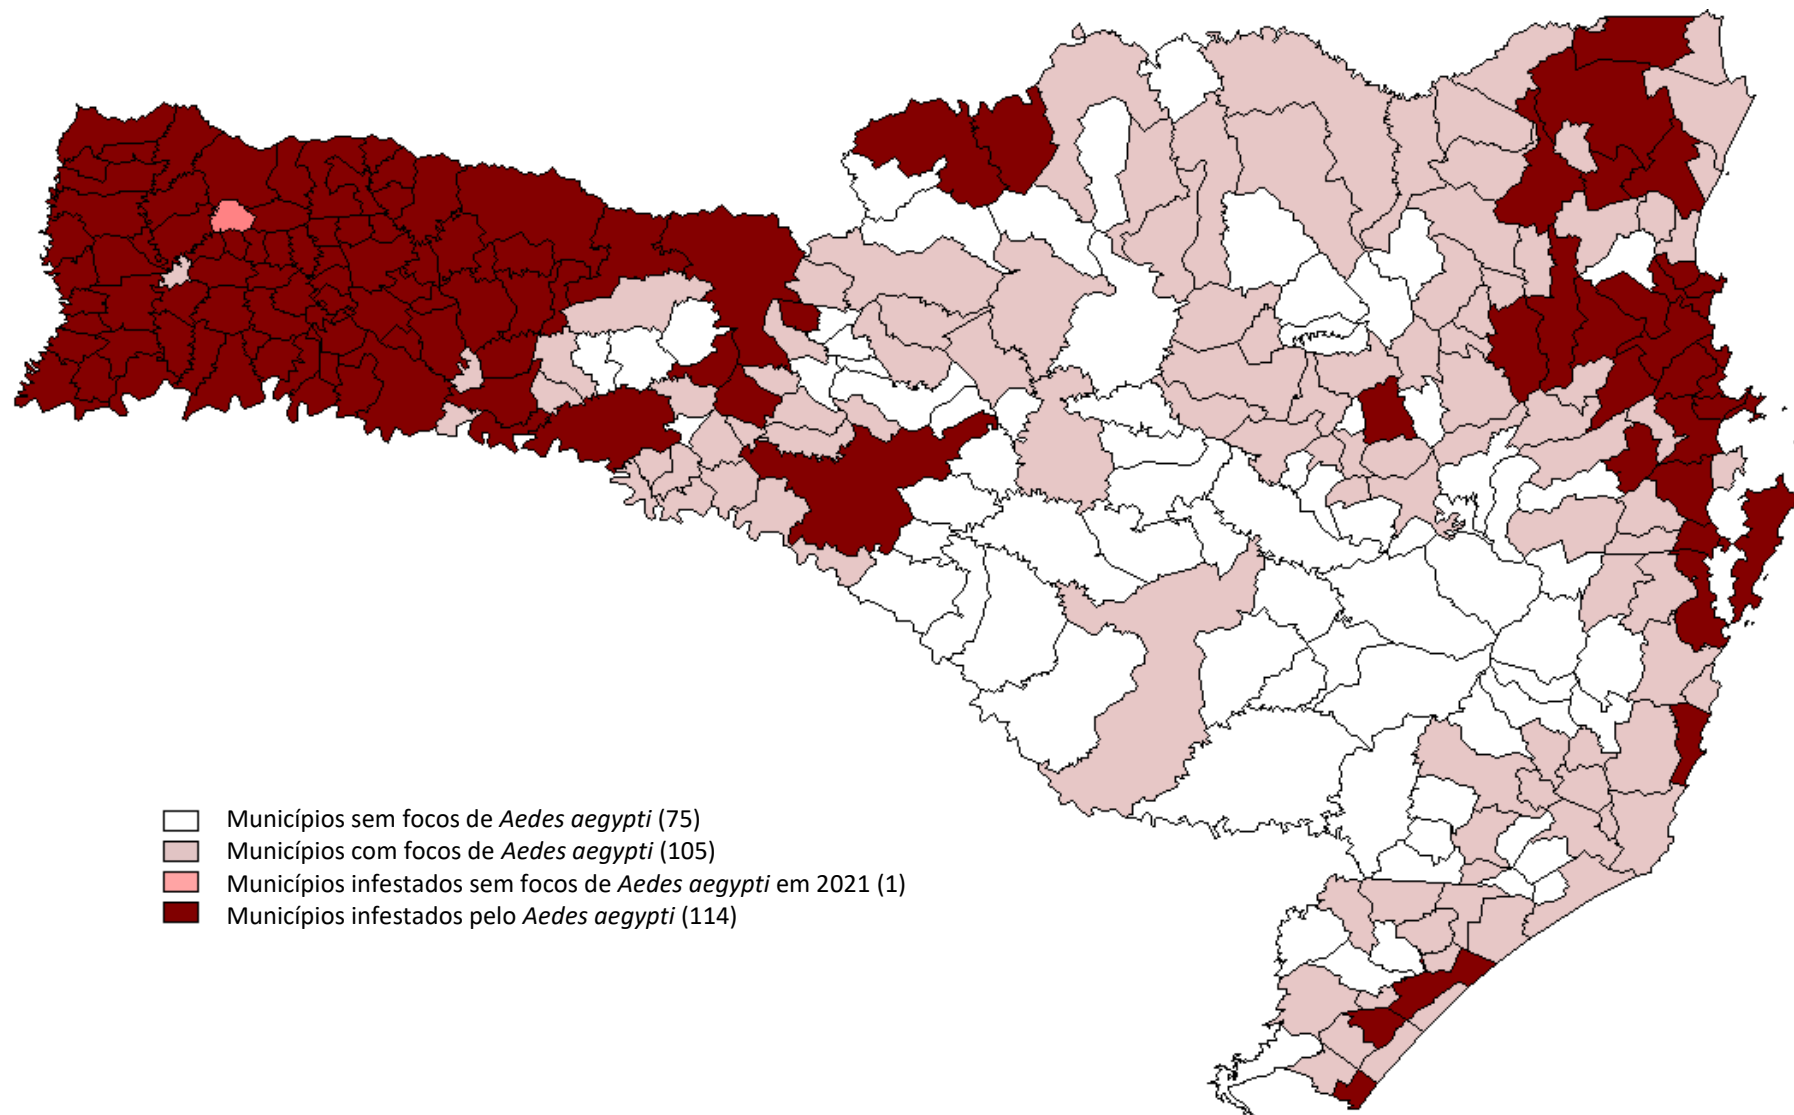 Municípios sem focos de Aedes aegypti (75)
Municípios com focos de Aedes aegypti (105)
Municípios infestados sem focos de Aedes aegypti em 2021 (1)
Municípios infestados pelo Aedes aegypti (114)